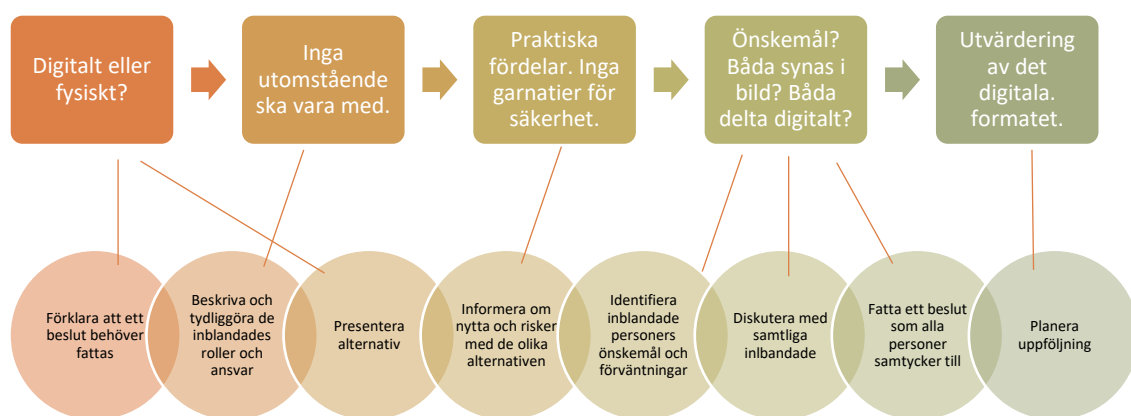 Digitalt eller
fysiskt?
Inga
utomstående
ska vara med.
Praktiska
fördelar. Inga
garnatier för
säkerhet.
Önskemål?
Båda synas i
bild? Båda
delta digitalt?
Utvärdering
av det
digitala.
formatet.
Förklara att ett
beslut behöver
fattas
Beskriva och
tydliggöra de
inblandades
roller och
ansvar
Presentera
alternativ
Informera om
nytta och risker
med de olika
alternativen
Identifiera
inblandade
personers
önskemål och
förväntningar
Diskutera med
samtliga
inlbandade
Fatta ett beslut
som alla
personer
samtycker till
Planera
uppföljning